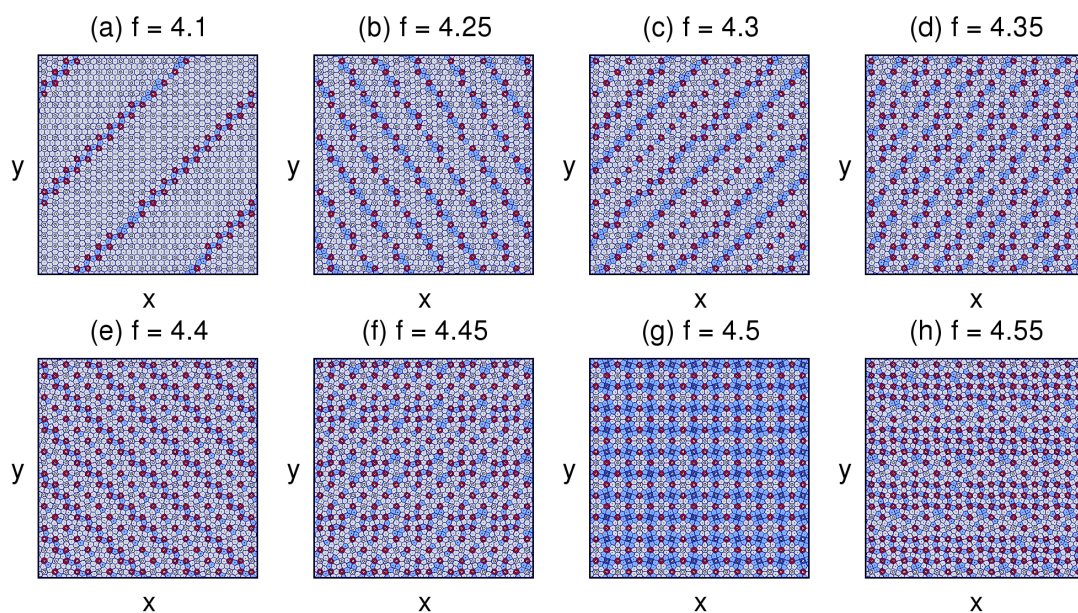 (a) f = 4.1 (b) f = 4.25 (c) f = 4.3 (d) f = 4.35
y y y y
x x x x
(e) f = 4.4 (f) f = 4.45 (g) f = 4.5 (h) f = 4.55
y y y y
x x x x